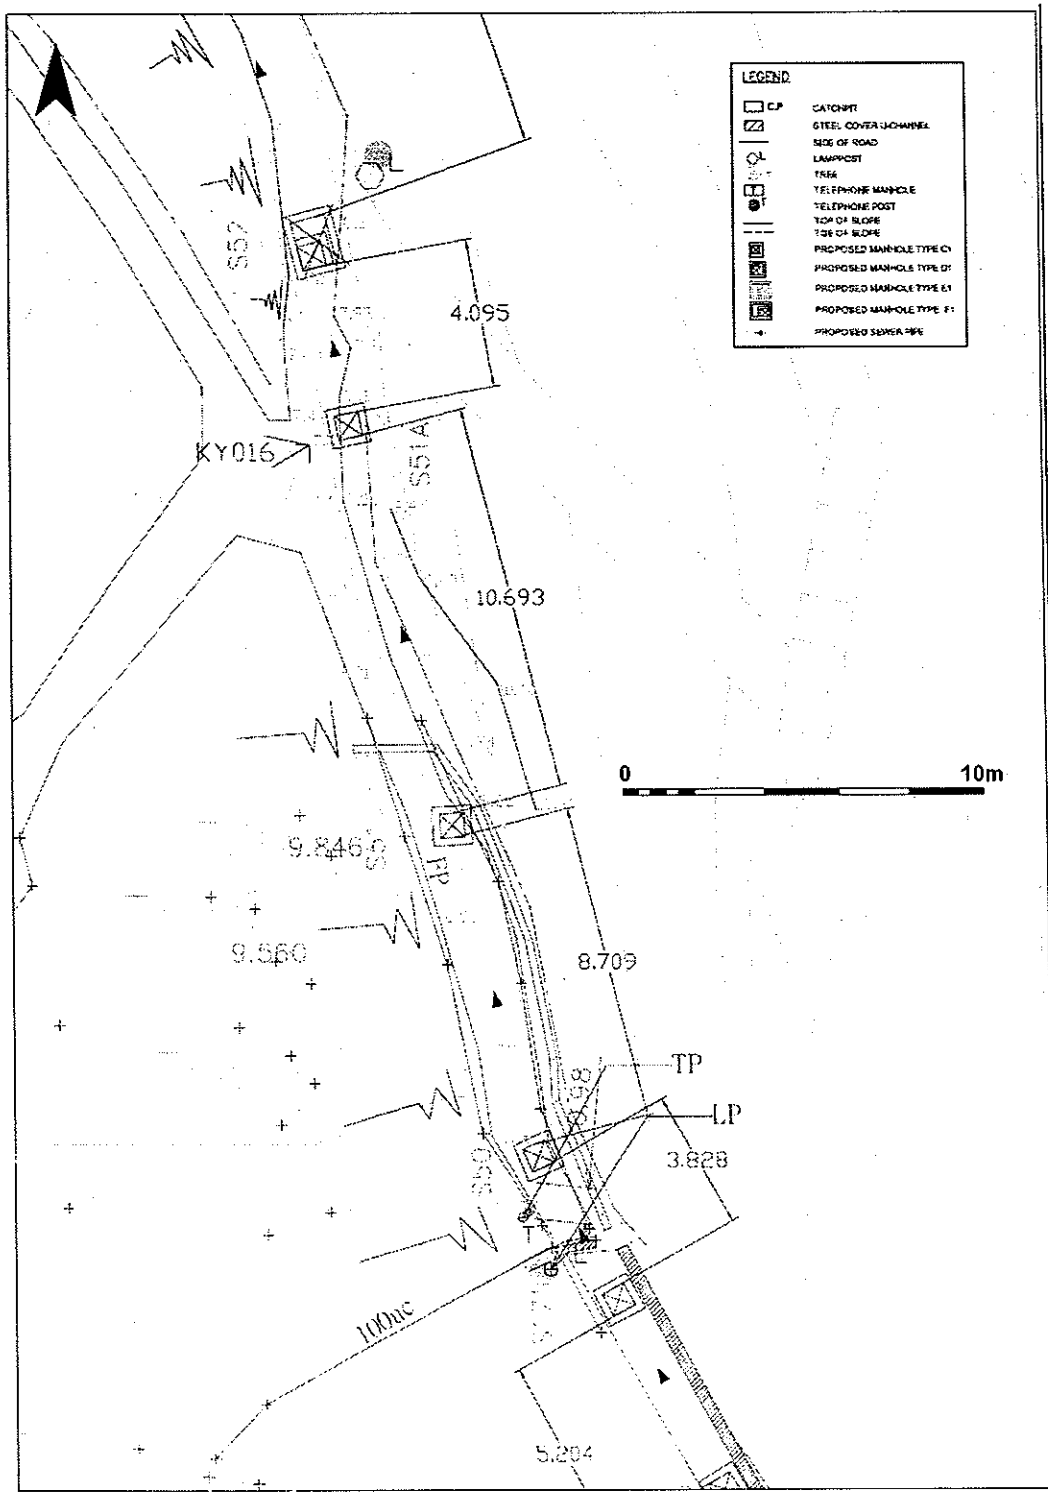 LEGEND
C.P CATCHPIT
STEEL COVER U-CHANNEL
SIDE OF ROAD
L LAMPPOST
T TREE
T TELEPHONE MANHOLE
T TELEPHONE POST
TOP OF SLOPE
TOE OF SLOPE
PROPOSED MANHOLE TYPE C1
PROPOSED MANHOLE TYPE D1
PROPOSED MANHOLE TYPE E1
PROPOSED MANHOLE TYPE F1
PROPOSED SEWER PIPE
L
S52
4.095
KY016
S51A
10.693
0 10m
9.846
dd
9.560
8.709
TP
LP
S50
3.828
T
L
100uc
5.204